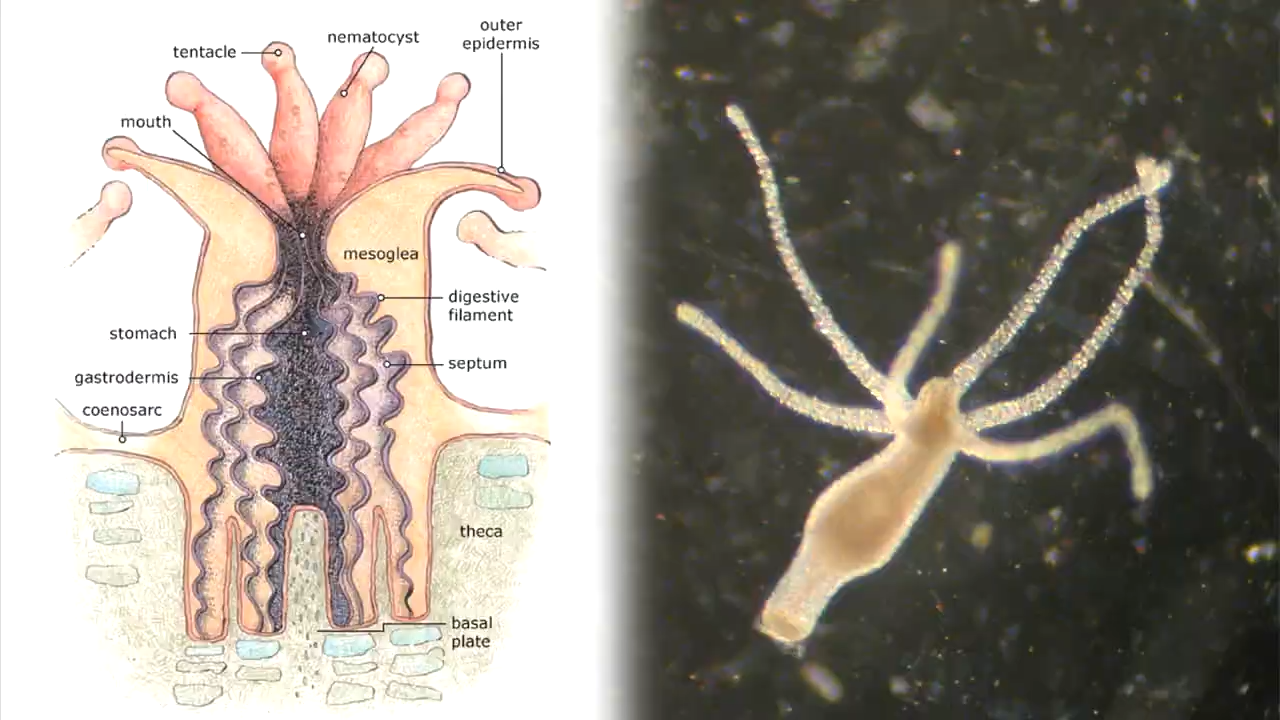 outer
epidermis
nematocyst
tentacle
mouth
mesoglea
digestive
filament
stomach
septum
gastrodermis
coenosarc
theca
basal
plate